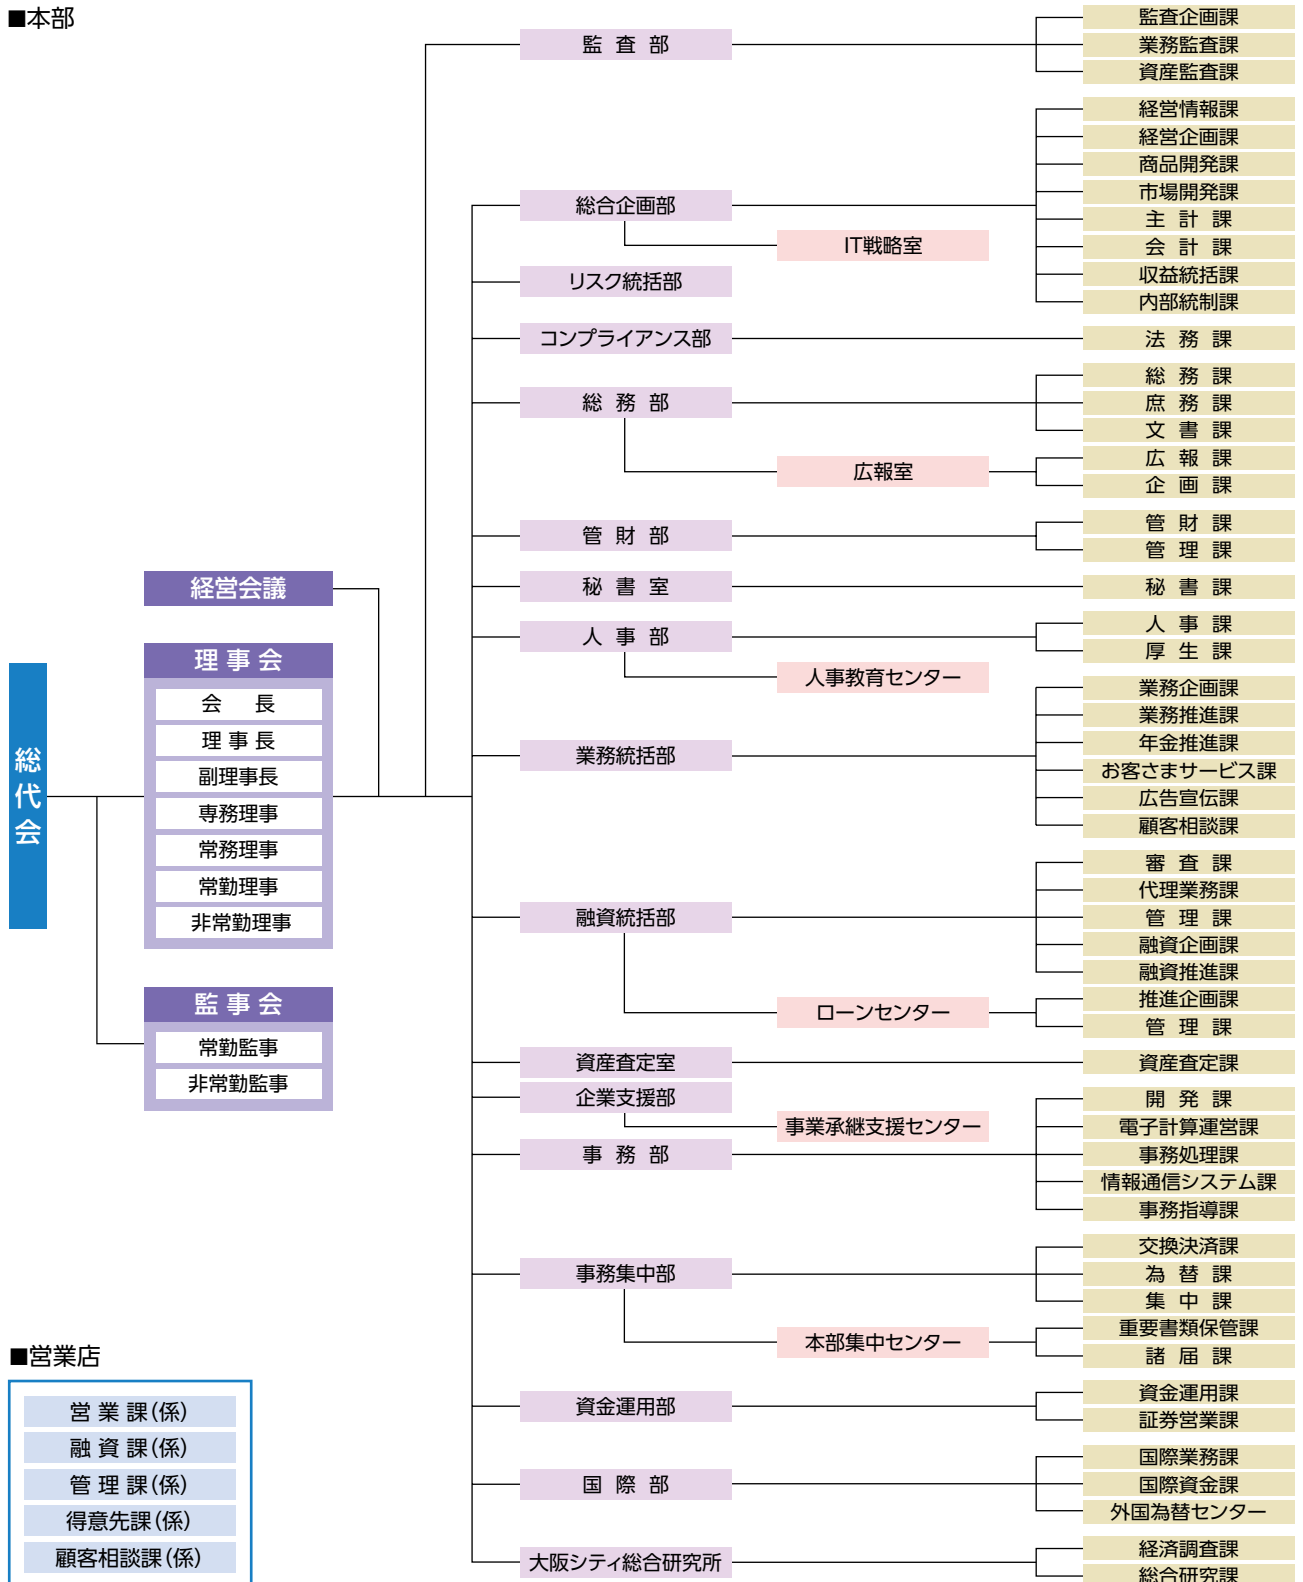 ■本部
総代会
経営会議
理事会
会長
理事長
副理事長
専務理事
常務理事
常勤理事
非常勤理事
監事会
常勤監事
非常勤監事
監査部
監査企画課
業務監査課
資産監査課
総合企画部
IT戦略室
経営情報課
経営企画課
商品開発課
市場開発課
主計課
会計課
収益統括課
内部統制課
リスク統括部
コンプライアンス部
法務課
総務部
総務課
庶務課
文書課
広報室
広報課
企画課
管財部
管財課
管理課
秘書室
秘書課
人事部
人事課
厚生課
人事教育センター
業務統括部
業務企画課
業務推進課
年金推進課
お客さまサービス課
広告宣伝課
顧客相談課
融資統括部
審査課
代理業務課
管理課
融資企画課
融資推進課
ローンセンター
推進企画課
管理課
資産査定室
資産査定課
企業支援部
事業承継支援センター
事務部
開発課
電子計算運営課
事務処理課
情報通信システム課
事務指導課
事務集中部
交換決済課
為替課
集中課
本部集中センター
重要書類保管課
諸届課
資金運用部
資金運用課
証券営業課
国際部
国際業務課
国際資金課
外国為替センター
大阪シティ総合研究所
経済調査課
総合研究課
■営業店
営業課(係)
融資課(係)
管理課(係)
得意先課(係)
顧客相談課(係)